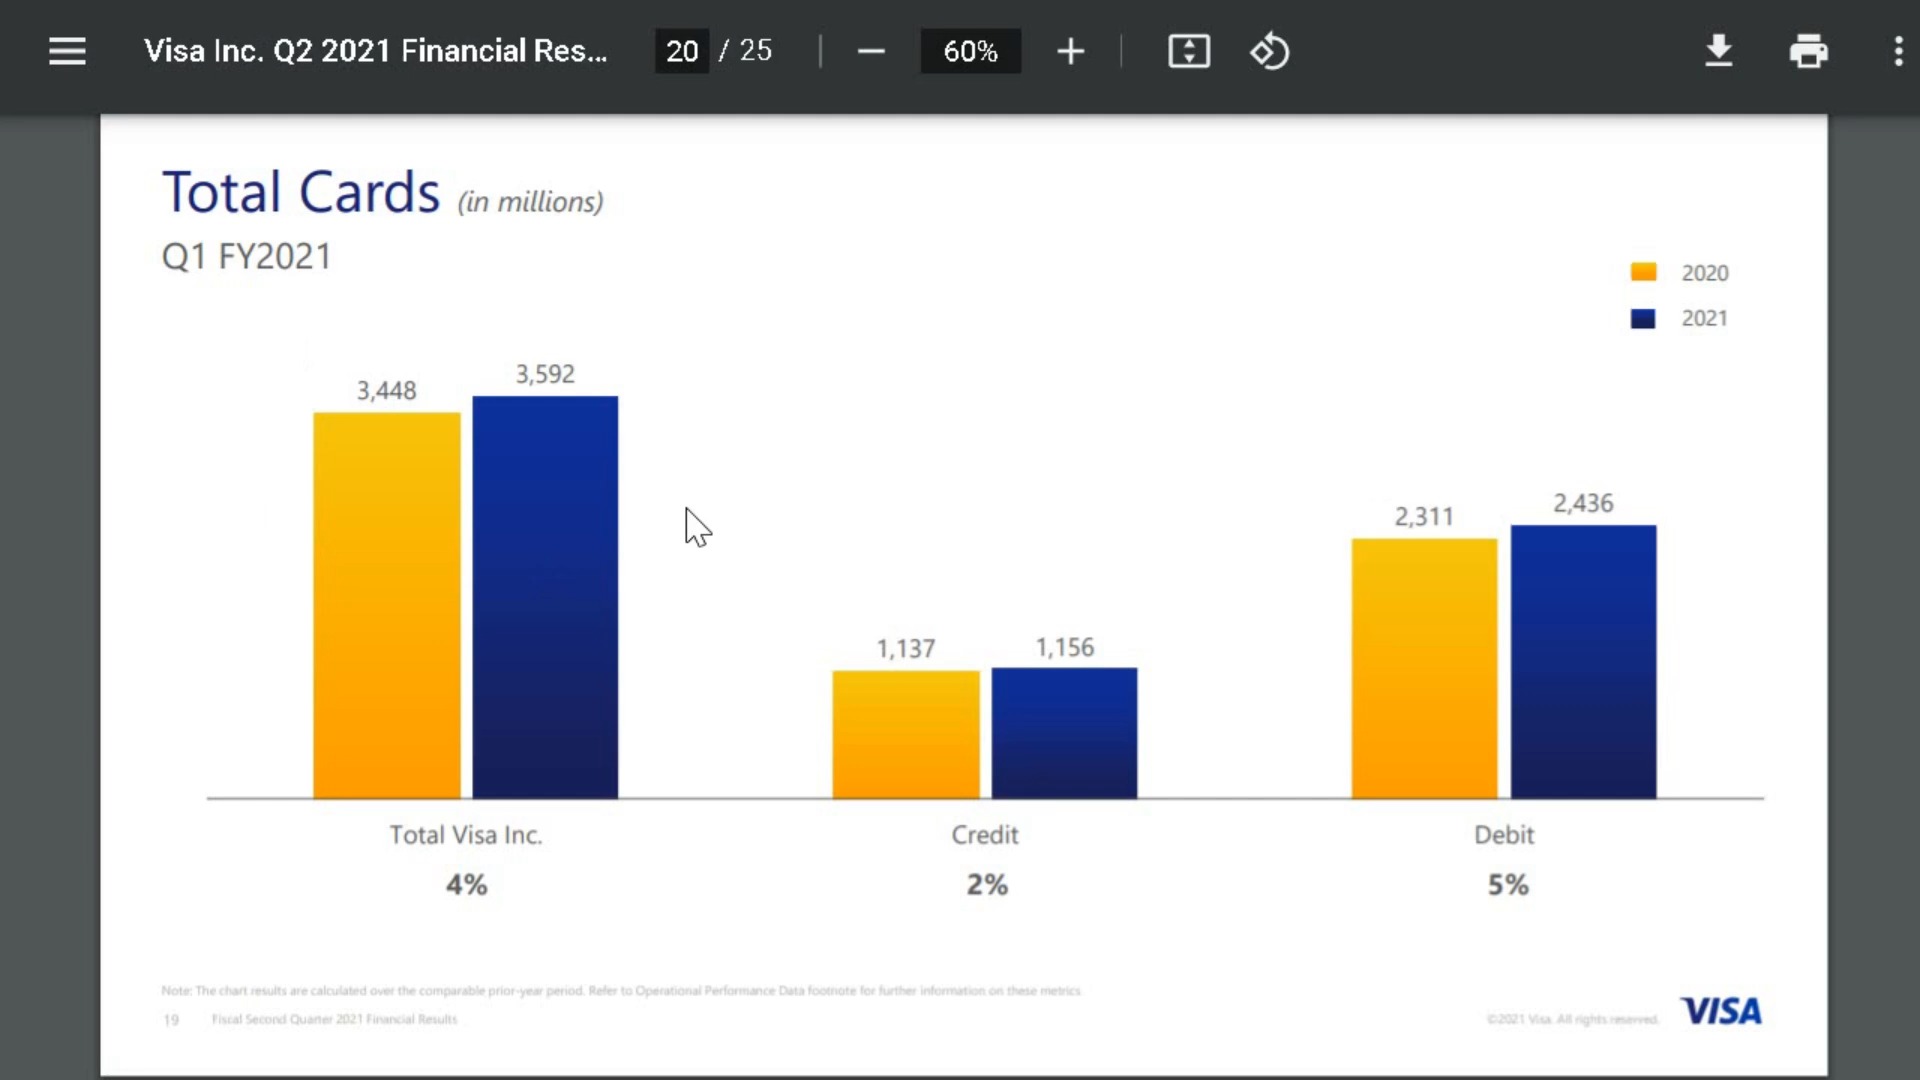 Visa Inc. Q2 2021 Financial Res... 20 / 25 60%
Total Cards (in millions)
Q1 FY2021
2020
2021
3,448
3,592
1,137
1,156
2,311
2,436
Total Visa Inc.
Credit
Debit
4%
2%
5%
Note: The chart results are calculated over the comparable prior-year period. Refer to Operational Performance Data footnote for further information on these metrics
19 Fiscal Second Quarter 2021 Financial Results
©2021 Visa. All rights reserved.
VISA